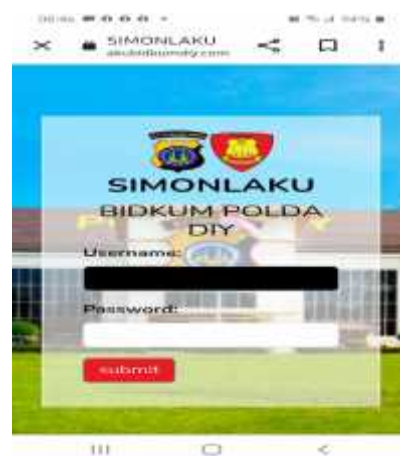 SIMONLAKU
SIMONLAKU
BIDKUM POLDA
DIY
Username:
Password:
submit